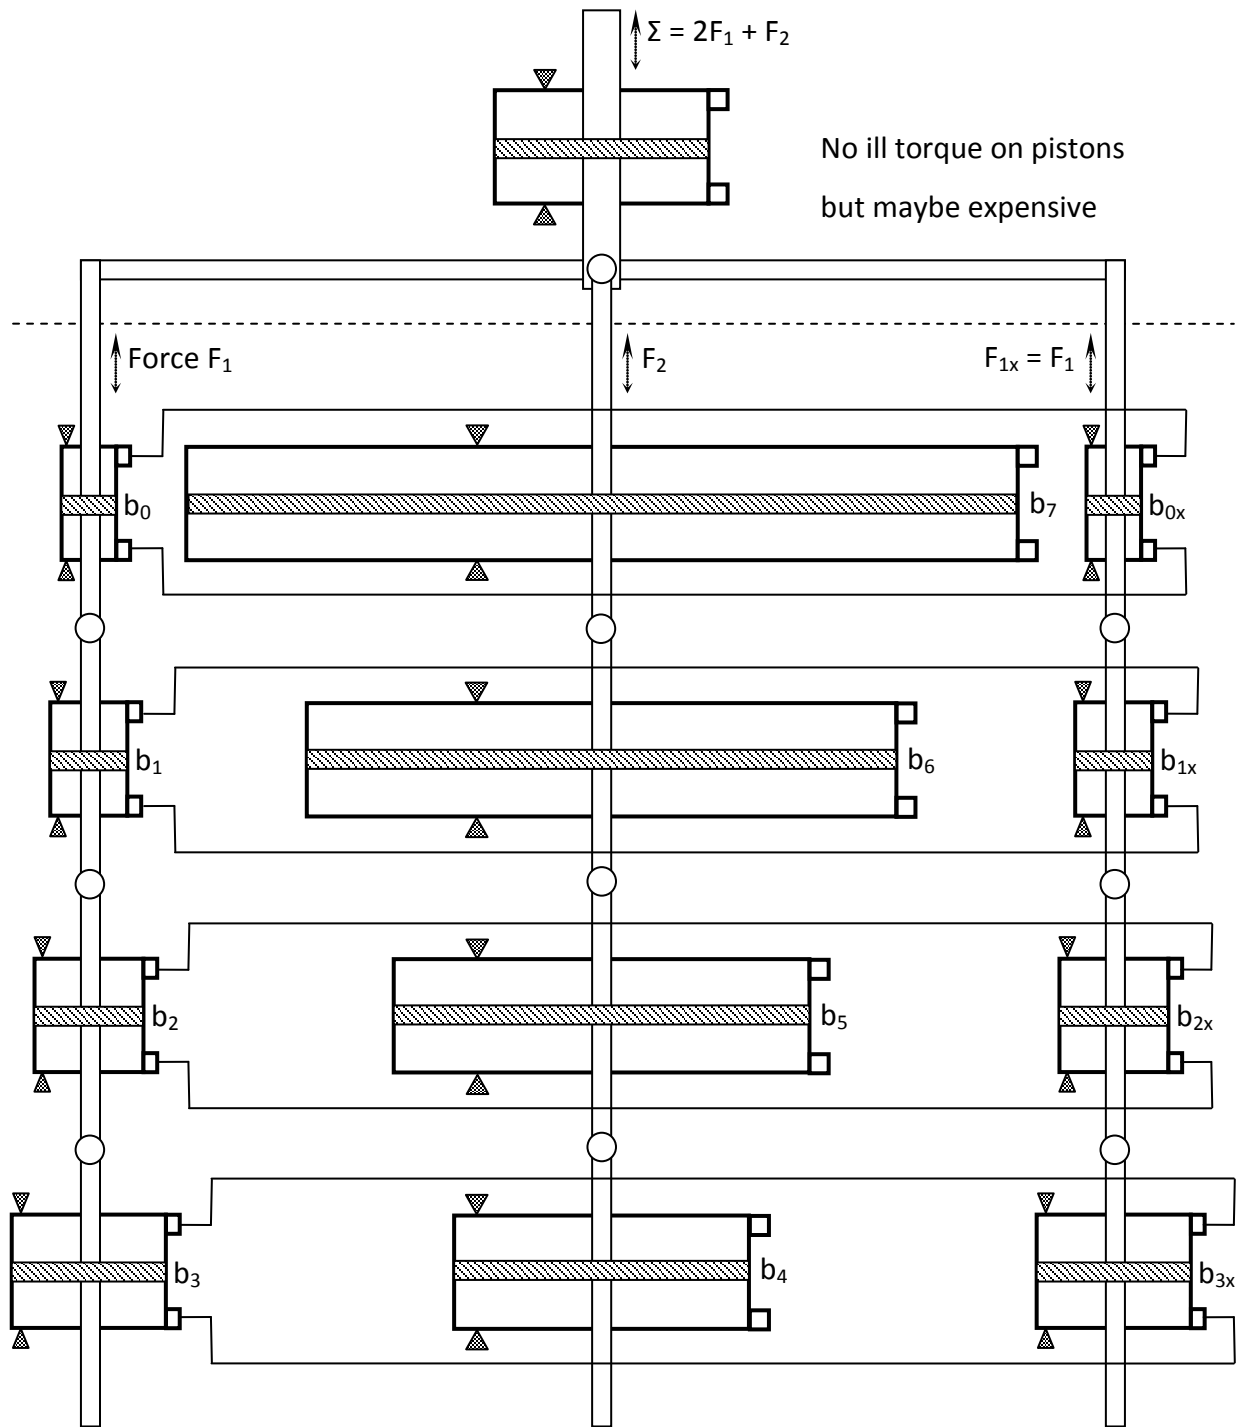 Σ = 2F₁ + F₂
No ill torque on pistons
but maybe expensive
Force F₁
F₂
F₁ₓ = F₁
b₀
b₇
b₀ₓ
b₁
b₆
b₁ₓ
b₂
b₅
b₂ₓ
b₃
b₄
b₃ₓ